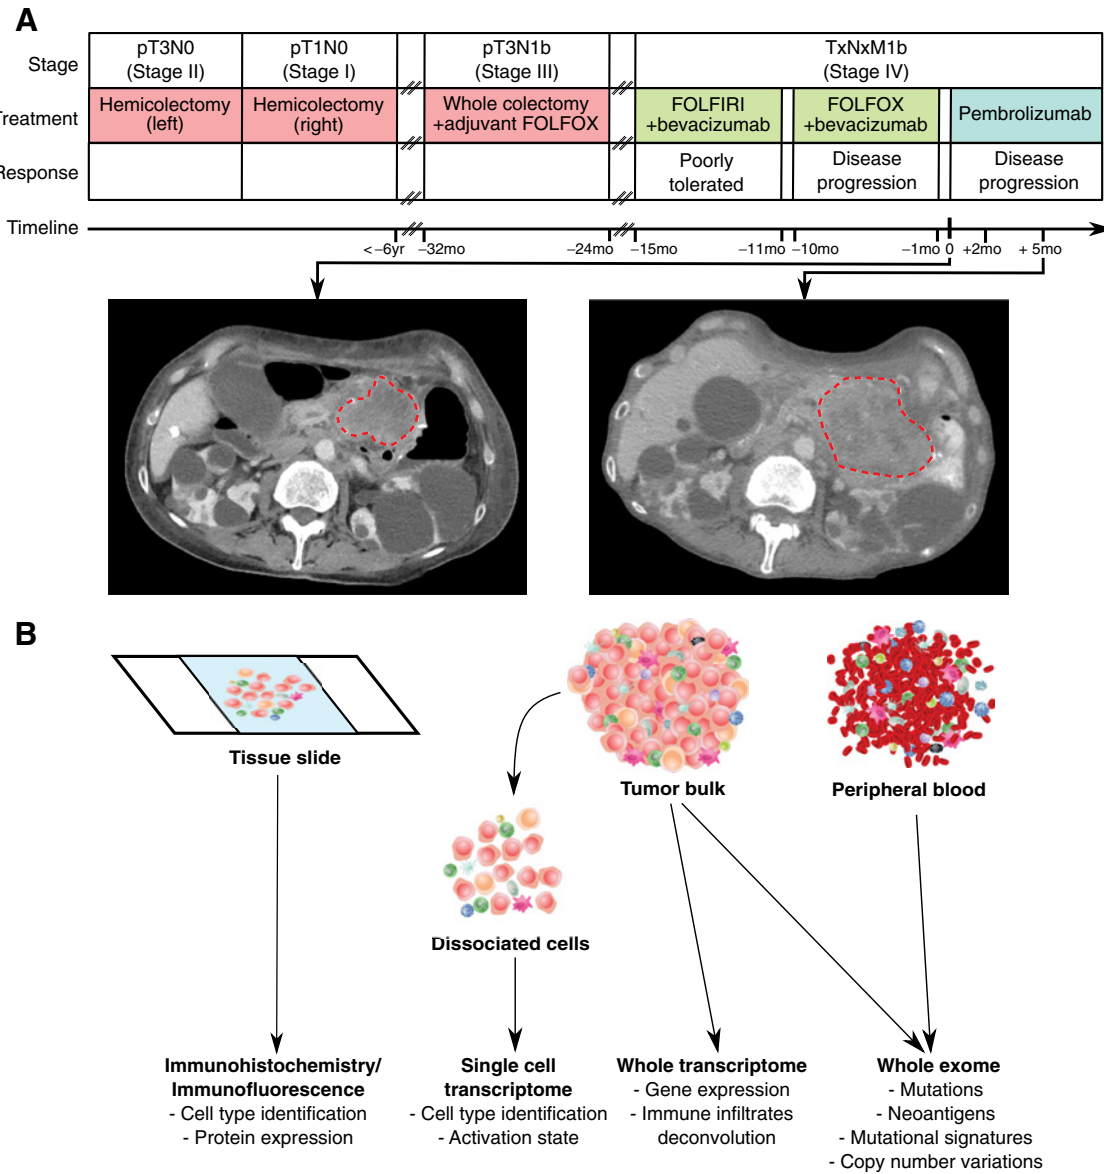 A
Stage
pT3N0
(Stage II)
pT1N0
(Stage I)
pT3N1b
(Stage III)
TxNxM1b
(Stage IV)
Treatment
Hemicolectomy
(left)
Hemicolectomy
(right)
Whole colectomy
+adjuvant FOLFOX
FOLFIRI
+bevacizumab
FOLFOX
+bevacizumab
Pembrolizumab
Response
Poorly
tolerated
Disease
progression
Disease
progression
Timeline
<−6yr −32mo −24mo −15mo −11mo −10mo −1mo 0 +2mo + 5mo
B
Tissue slide
Tumor bulk
Peripheral blood
Dissociated cells
Immunohistochemistry/
Immunofluorescence
- Cell type identification
- Protein expression
Single cell
transcriptome
- Cell type identification
- Activation state
Whole transcriptome
- Gene expression
- Immune infiltrates
deconvolution
Whole exome
- Mutations
- Neoantigens
- Mutational signatures
- Copy number variations